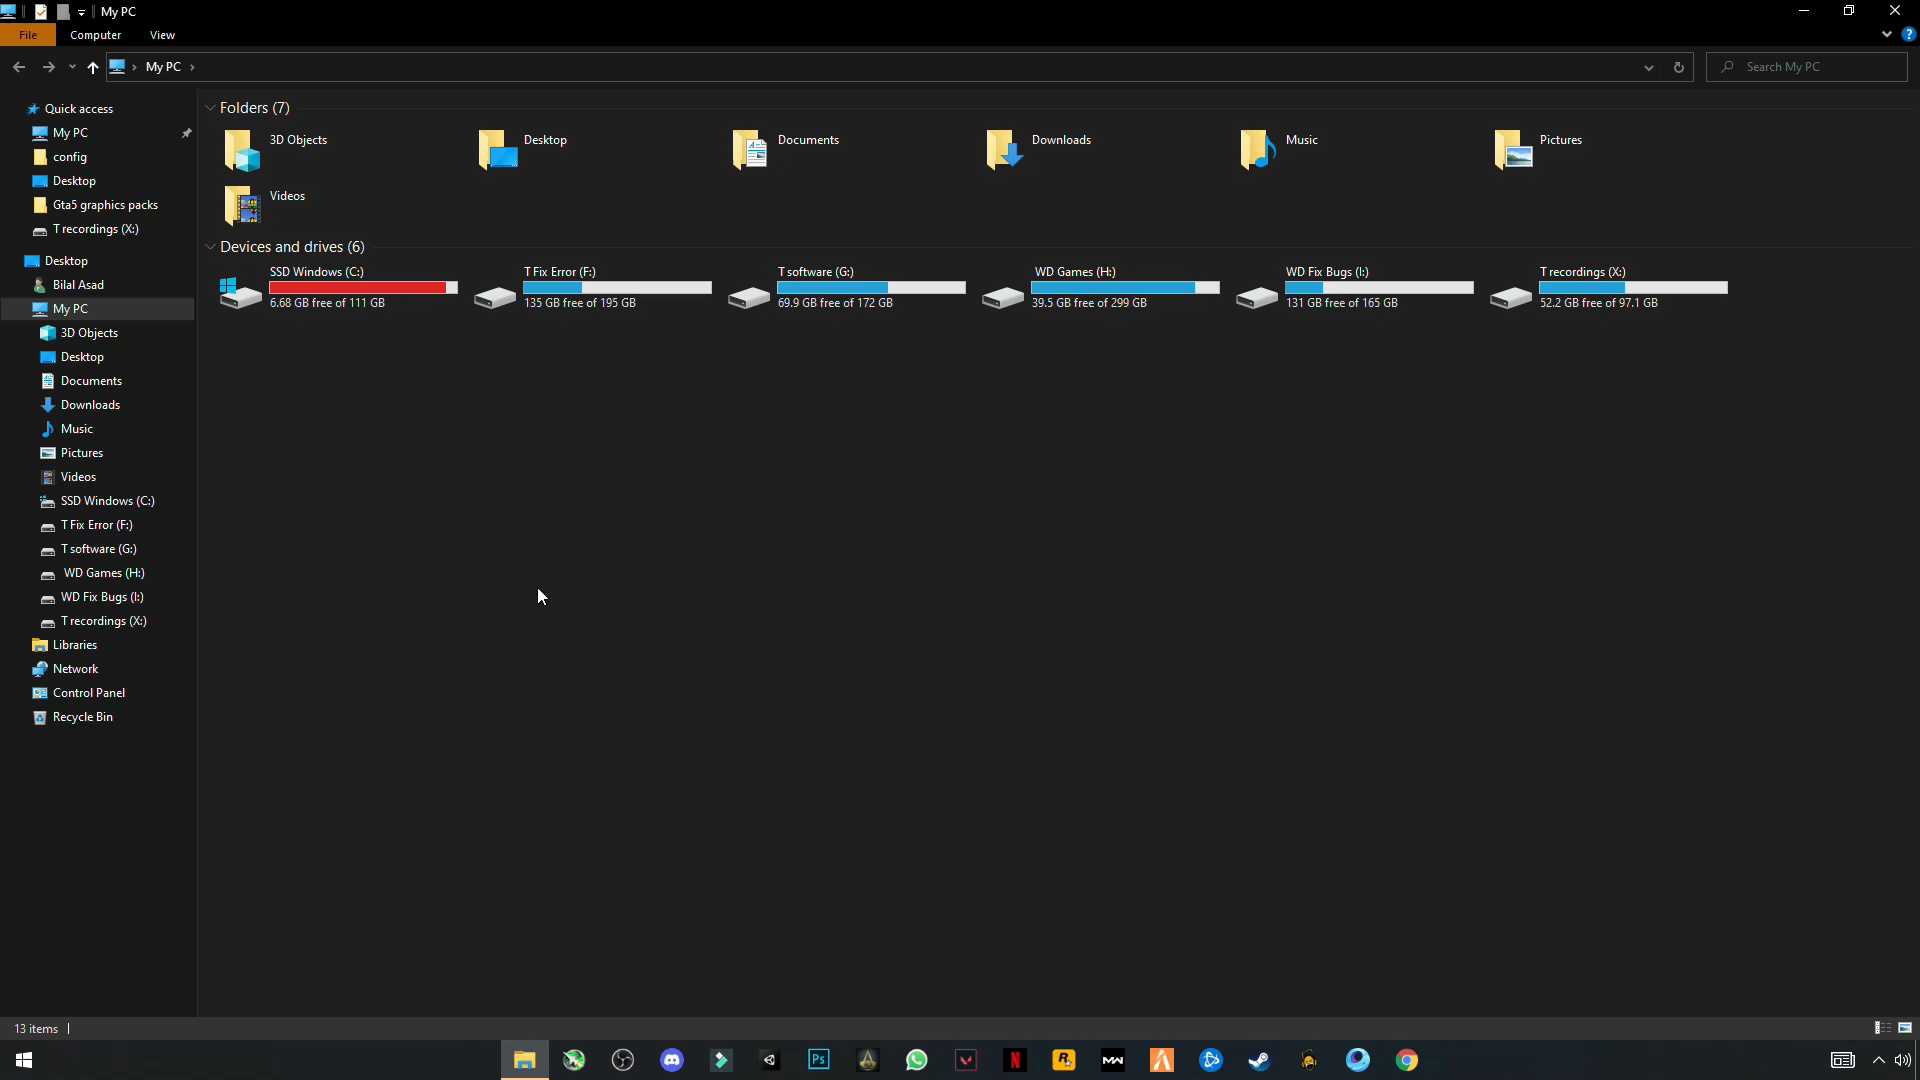 My PC
File Computer View
My PC
Search My PC
Quick access
My PC
config
Desktop
Gta5 graphics packs
T recordings (X:)
Desktop
Bilal Asad
My PC
3D Objects
Desktop
Documents
Downloads
Music
Pictures
Videos
SSD Windows (C:)
T Fix Error (F:)
T software (G:)
WD Games (H:)
WD Fix Bugs (I:)
T recordings (X:)
Libraries
Network
Control Panel
Recycle Bin
Folders (7)
3D Objects Desktop Documents Downloads Music Pictures
Videos
Devices and drives (6)
SSD Windows (C:) T Fix Error (F:) T software (G:) WD Games (H:) WD Fix Bugs (I:) T recordings (X:)
6.68 GB free of 111 GB 135 GB free of 195 GB 69.9 GB free of 172 GB 39.5 GB free of 299 GB 131 GB free of 165 GB 52.2 GB free of 97.1 GB
13 items
Ps N R MW